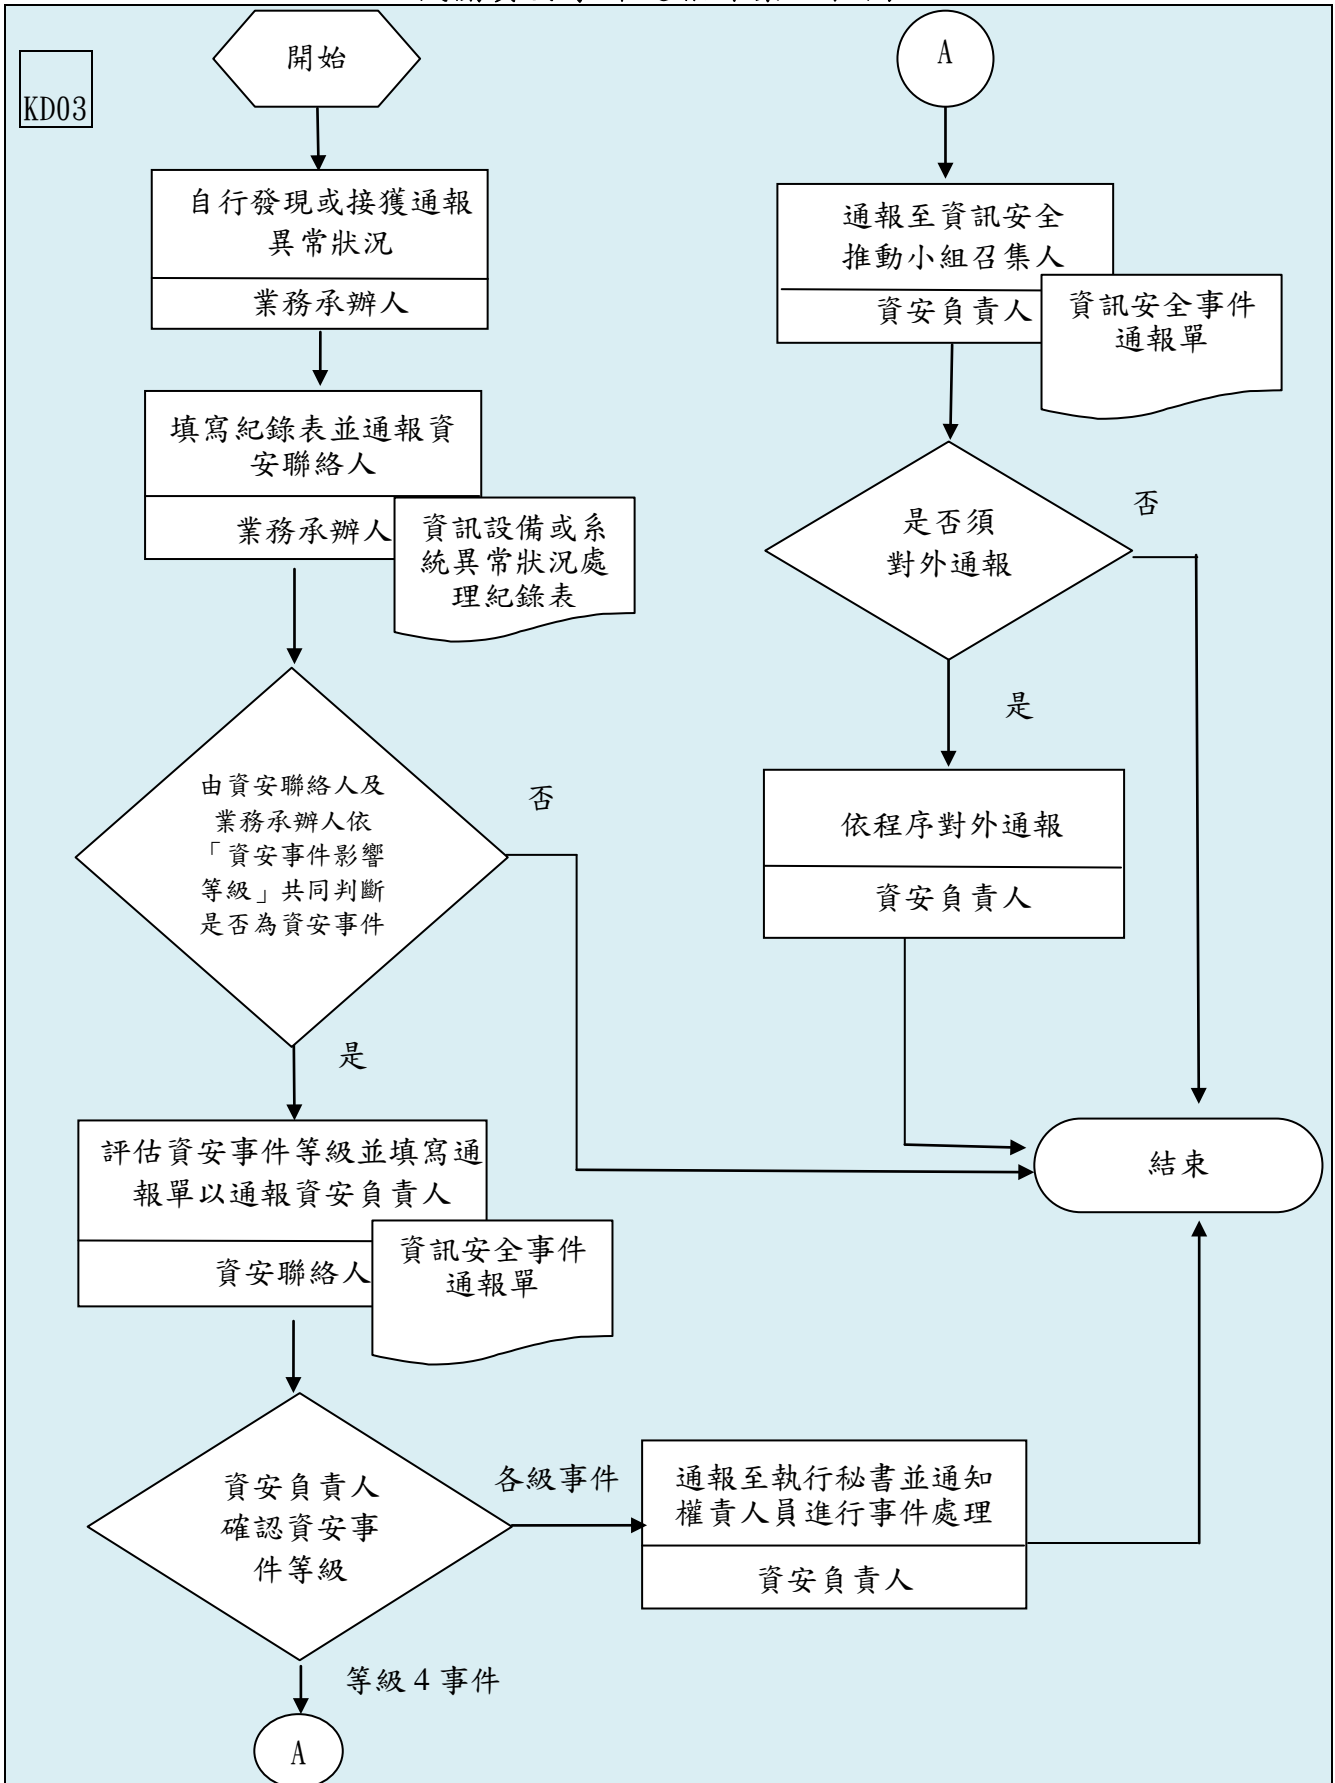 KD03
開始
自行發現或接獲通報
異常狀況
業務承辦人
填寫紀錄表並通報資
安聯絡人
業務承辦人
資訊設備或系
統異常狀況處
理紀錄表
由資安聯絡人及
業務承辦人依
「資安事件影響
等級」共同判斷
是否為資安事件
否
是
評估資安事件等級並填寫通
報單以通報資安負責人
資安聯絡人
資訊安全事件
通報單
資安負責人
確認資安事
件等級
各級事件
通報至執行秘書並通知
權責人員進行事件處理
資安負責人
等級 4 事件
A
A
通報至資訊安全
推動小組召集人
資安負責人
資訊安全事件
通報單
是否須
對外通報
否
是
依程序對外通報
資安負責人
結束